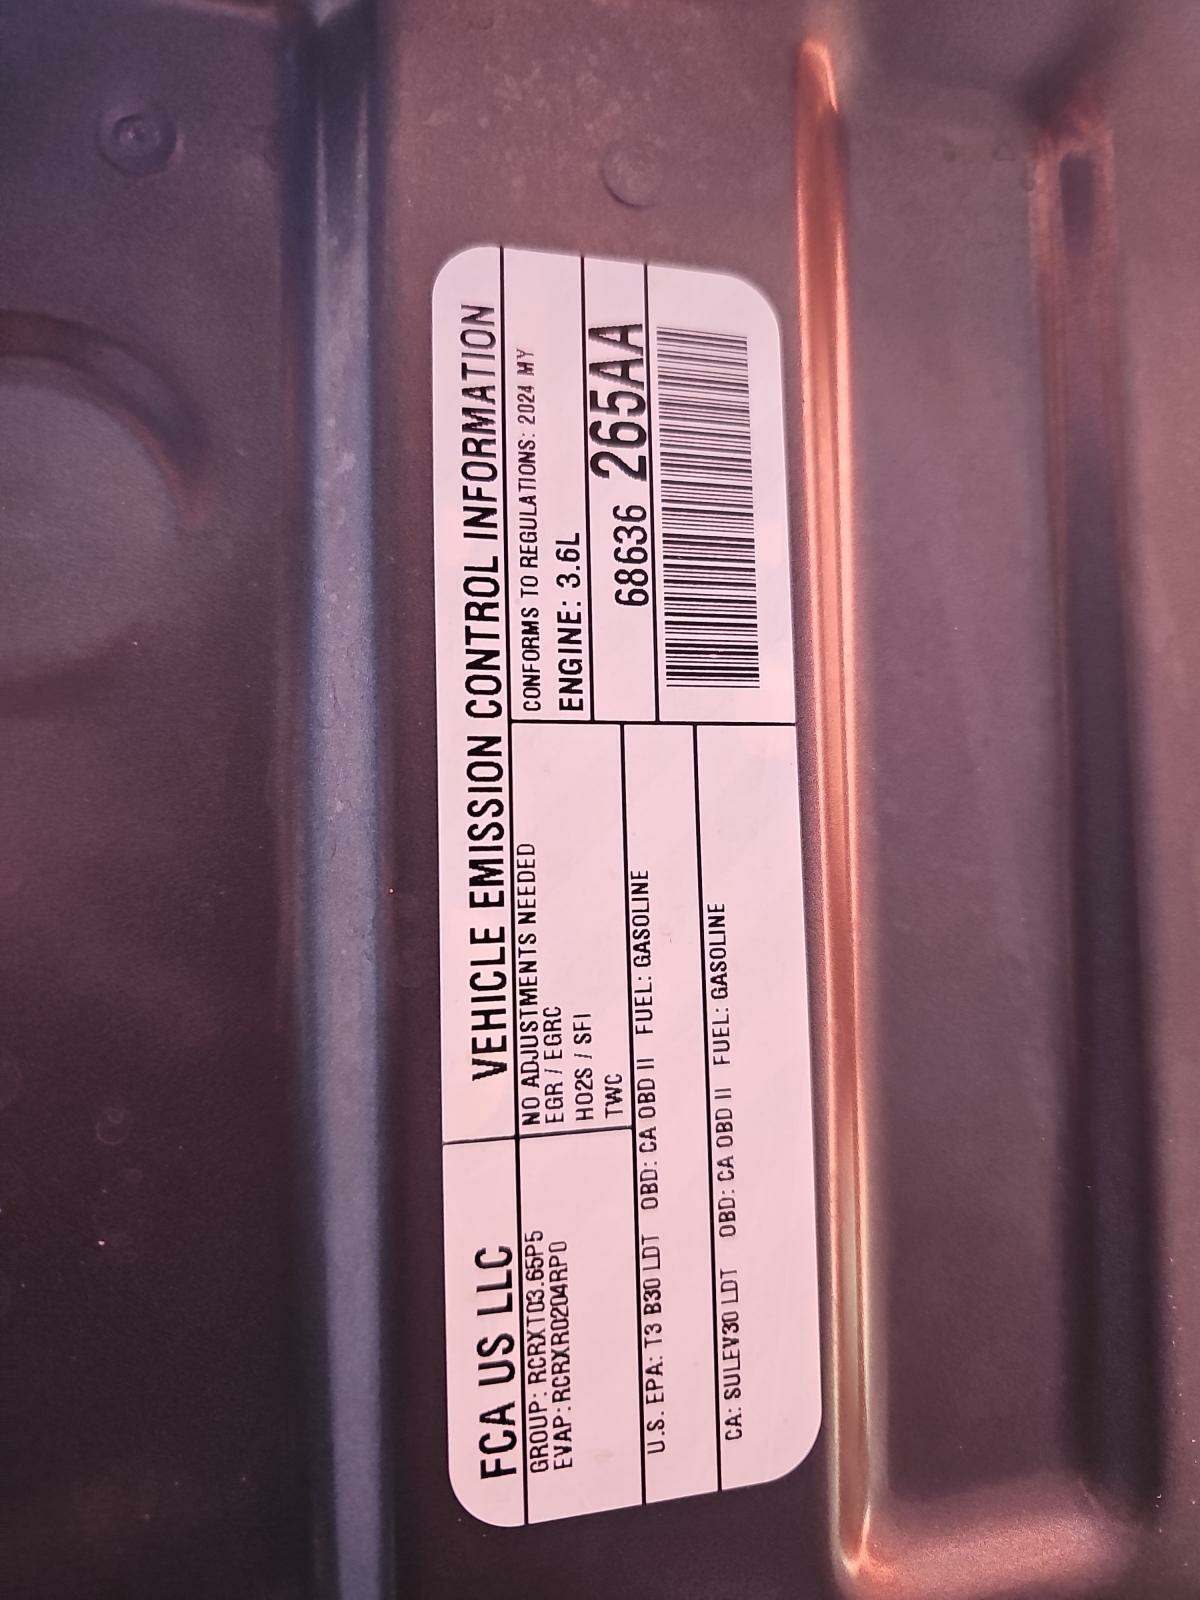 FCA US LLC
VEHICLE EMISSION CONTROL INFORMATION
GROUP: RCRXT03.65P5
EVAP: RCRXR0204RP0
NO ADJUSTMENTS NEEDED
EGR / EGRC
HO2S / SFI
TWC
CONFORMS TO REGULATIONS: 2024 MY
ENGINE: 3.6L
68636 265AA
U.S. EPA: T3 B30 LDT OBD: CA OBD II FUEL: GASOLINE
CA: SULEV30 LDT OBD: CA OBD II FUEL: GASOLINE